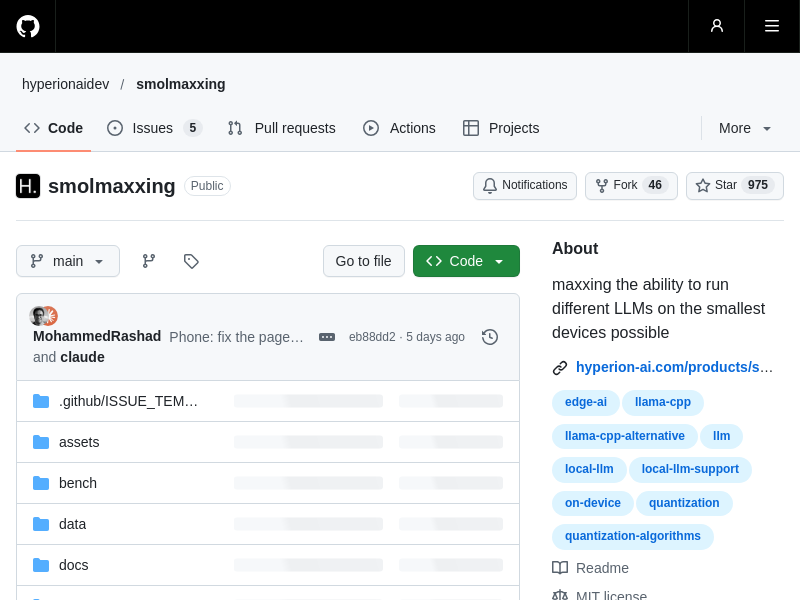 hyperionaidev / smolmaxxing
Code Issues 5 Pull requests Actions Projects More
H. smolmaxxing Public Notifications Fork 46 Star 975
main Go to file Code
MohammedRashad Phone: fix the page… eb88dd2 · 5 days ago
and claude
.github/ISSUE_TEM…
assets
bench
data
docs
About
maxxing the ability to run
different LLMs on the smallest
devices possible
hyperion-ai.com/products/s…
edge-ai llama-cpp
llama-cpp-alternative llm
local-llm local-llm-support
on-device quantization
quantization-algorithms
Readme
MIT license